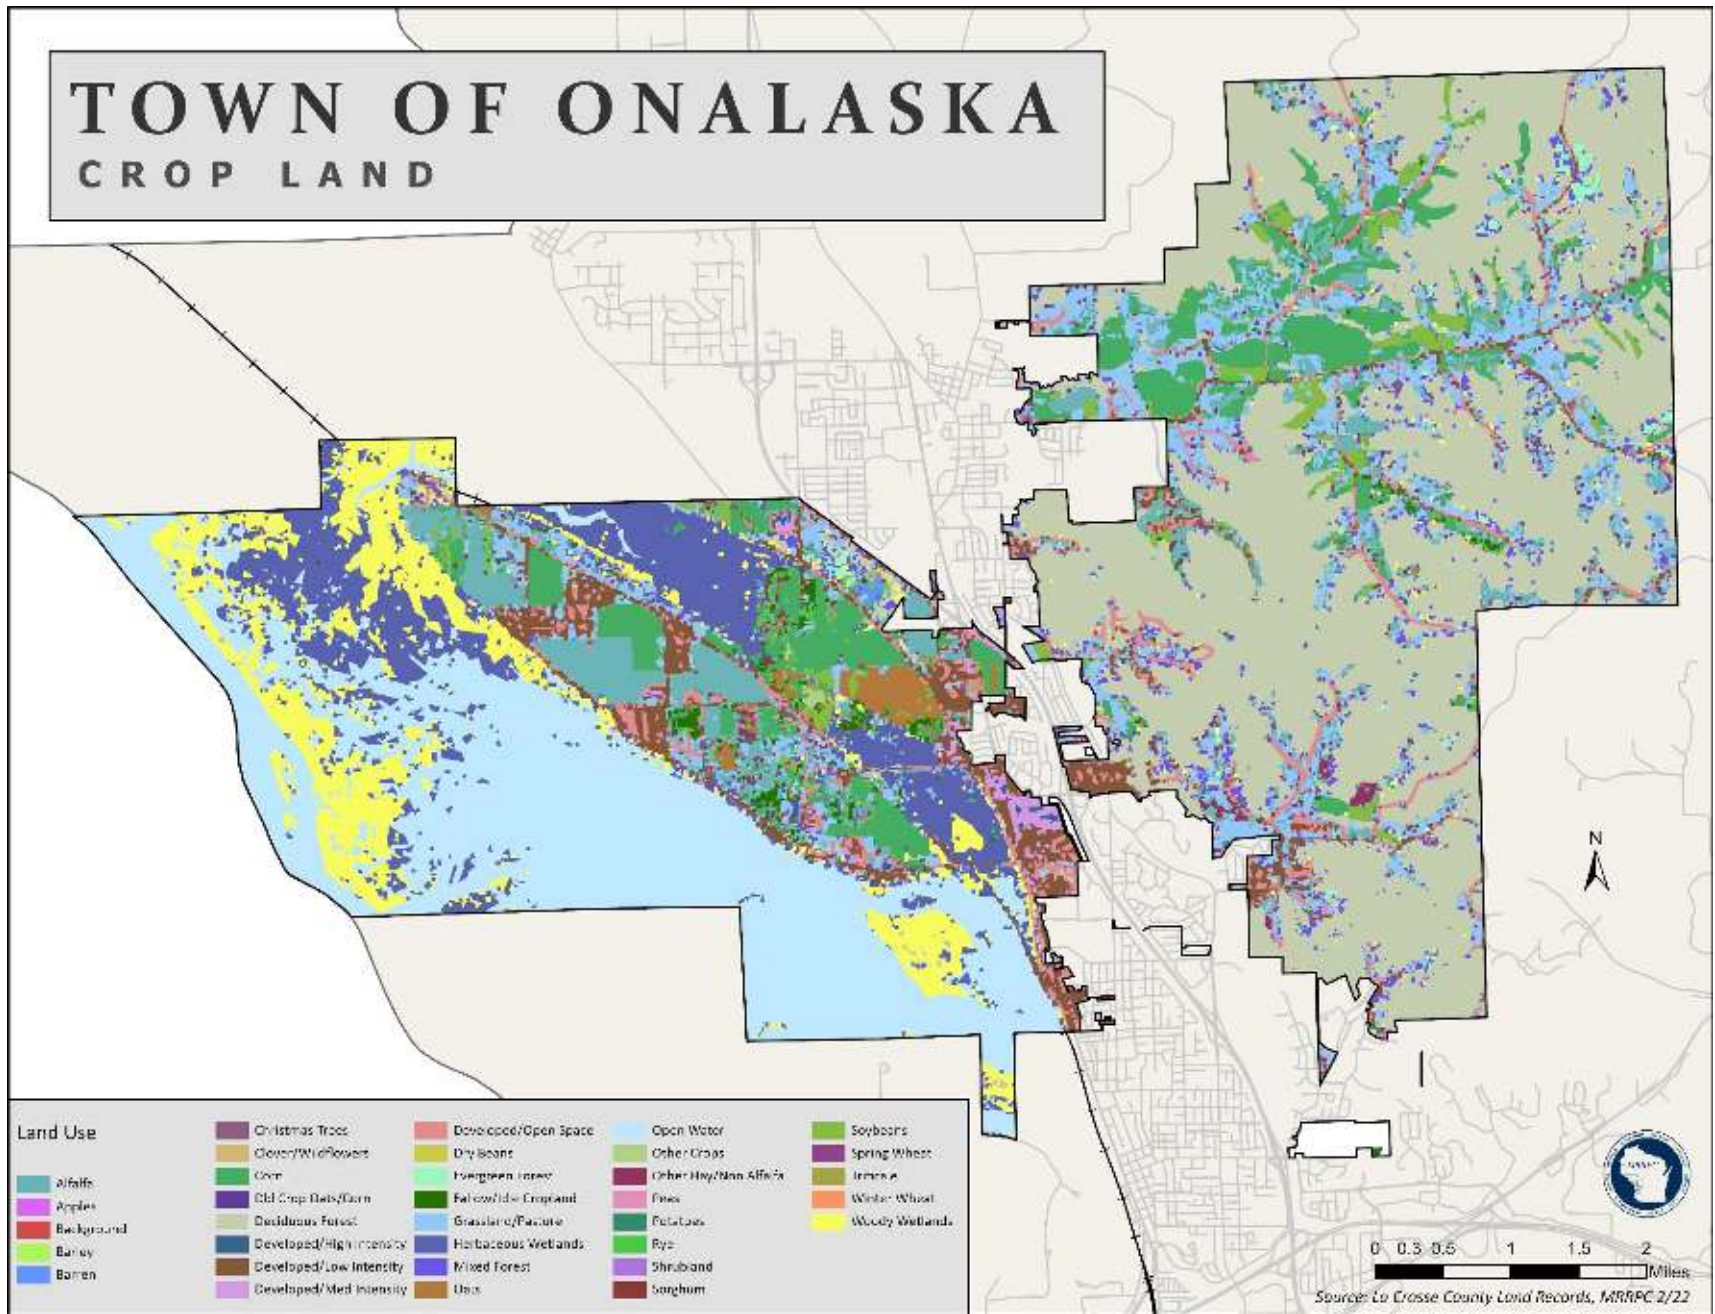 TOWN OF ONALASKA
CROP LAND
N
Land Use
Alfalfa
Apples
Background
Barley
Barren
Christmas Trees
Clover/Wildflowers
Corn
Dbl Crop Oats/Corn
Deciduous Forest
Developed/High Intensity
Developed/Low Intensity
Developed/Med Intensity
Developed/Open Space
Dry Beans
Evergreen Forest
Fallow/Idle Cropland
Grassland/Pasture
Herbaceous Wetlands
Mixed Forest
Oats
Open Water
Other Crops
Other Hay/Non Alfalfa
Peas
Potatoes
Rye
Shrubland
Sorghum
Soybeans
Spring Wheat
Triticale
Winter Wheat
Woody Wetlands
0 0.3 0.5 1 1.5 2
Miles
Source: La Crosse County Land Records, MRRPC 2/22